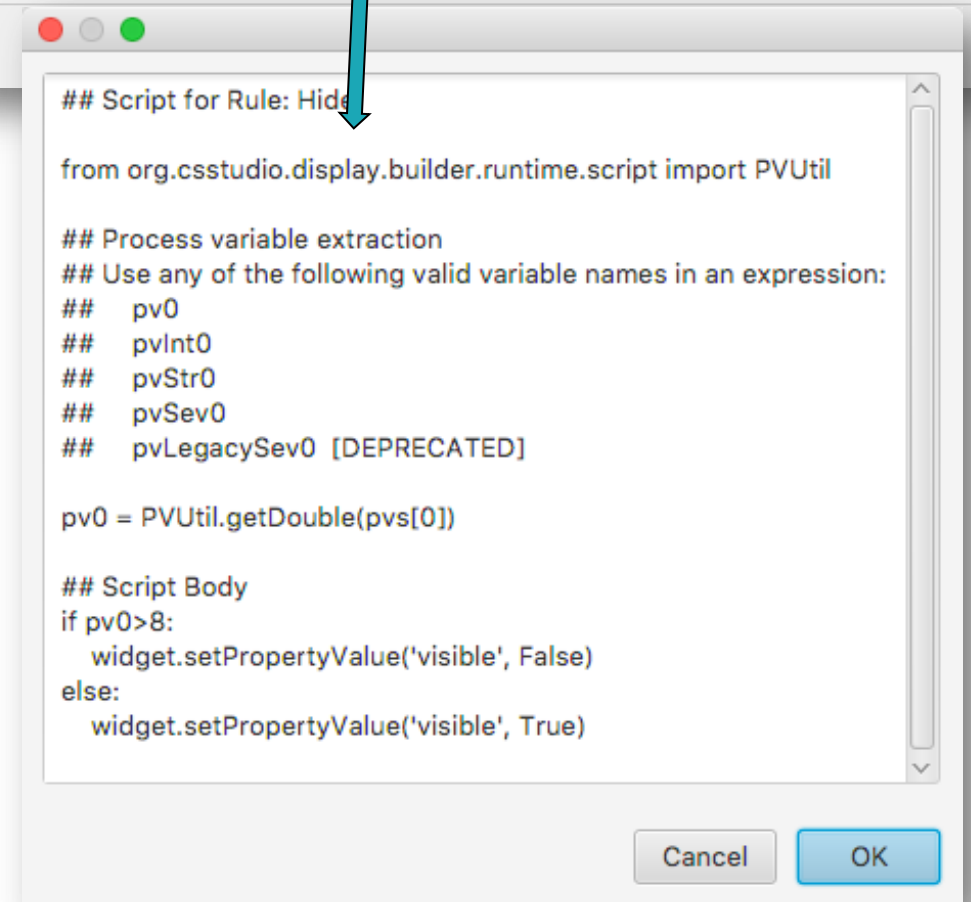 ## Script for Rule: Hide
from org.csstudio.display.builder.runtime.script import PVUtil
## Process variable extraction
## Use any of the following valid variable names in an expression:
##    pv0
##    pvInt0
##    pvStr0
##    pvSev0
##    pvLegacySev0  [DEPRECATED]
pv0 = PVUtil.getDouble(pvs[0])
## Script Body
if pv0>8:
   widget.setPropertyValue('visible', False)
else:
   widget.setPropertyValue('visible', True)
Cancel OK